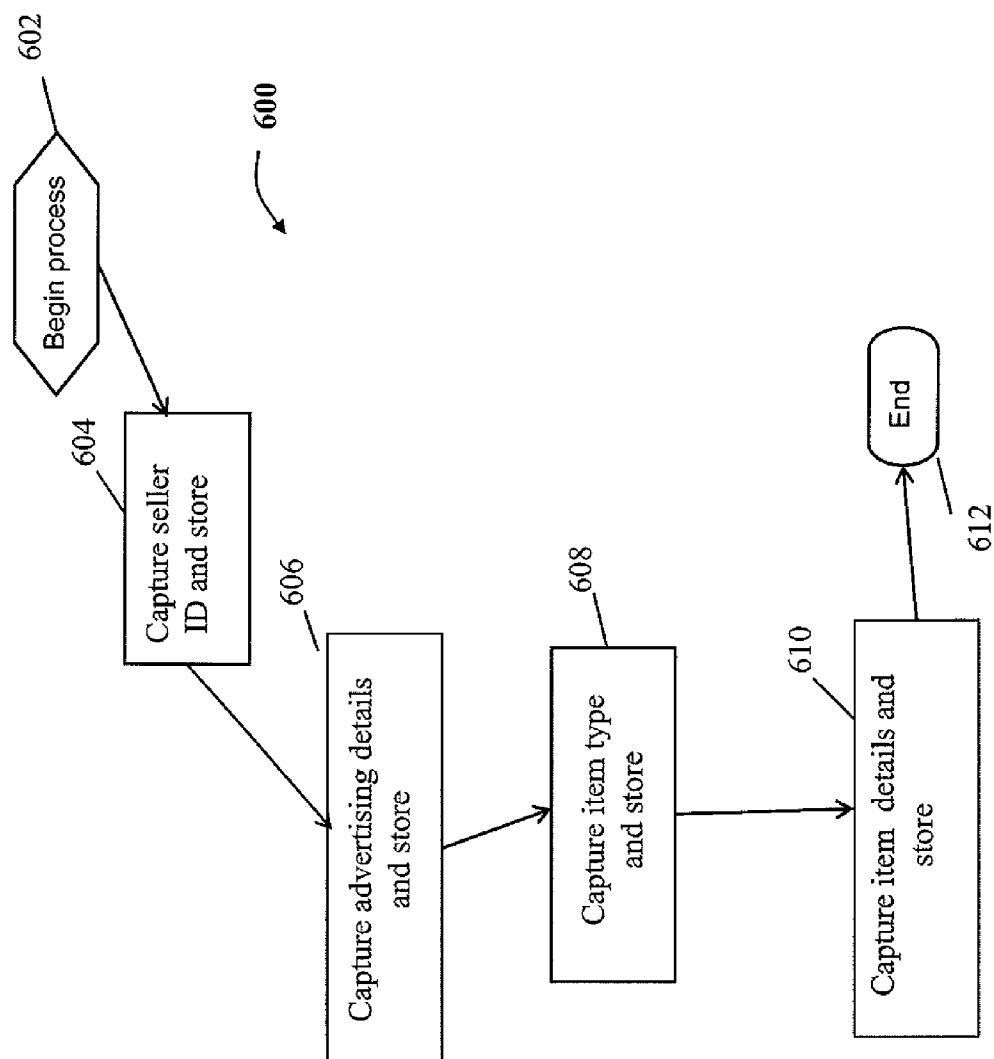 602
Begin process
600
604
Capture seller
ID and store
606
Capture advertising details
and store
608
Capture item type
and store
610
Capture item details and
store
End
612